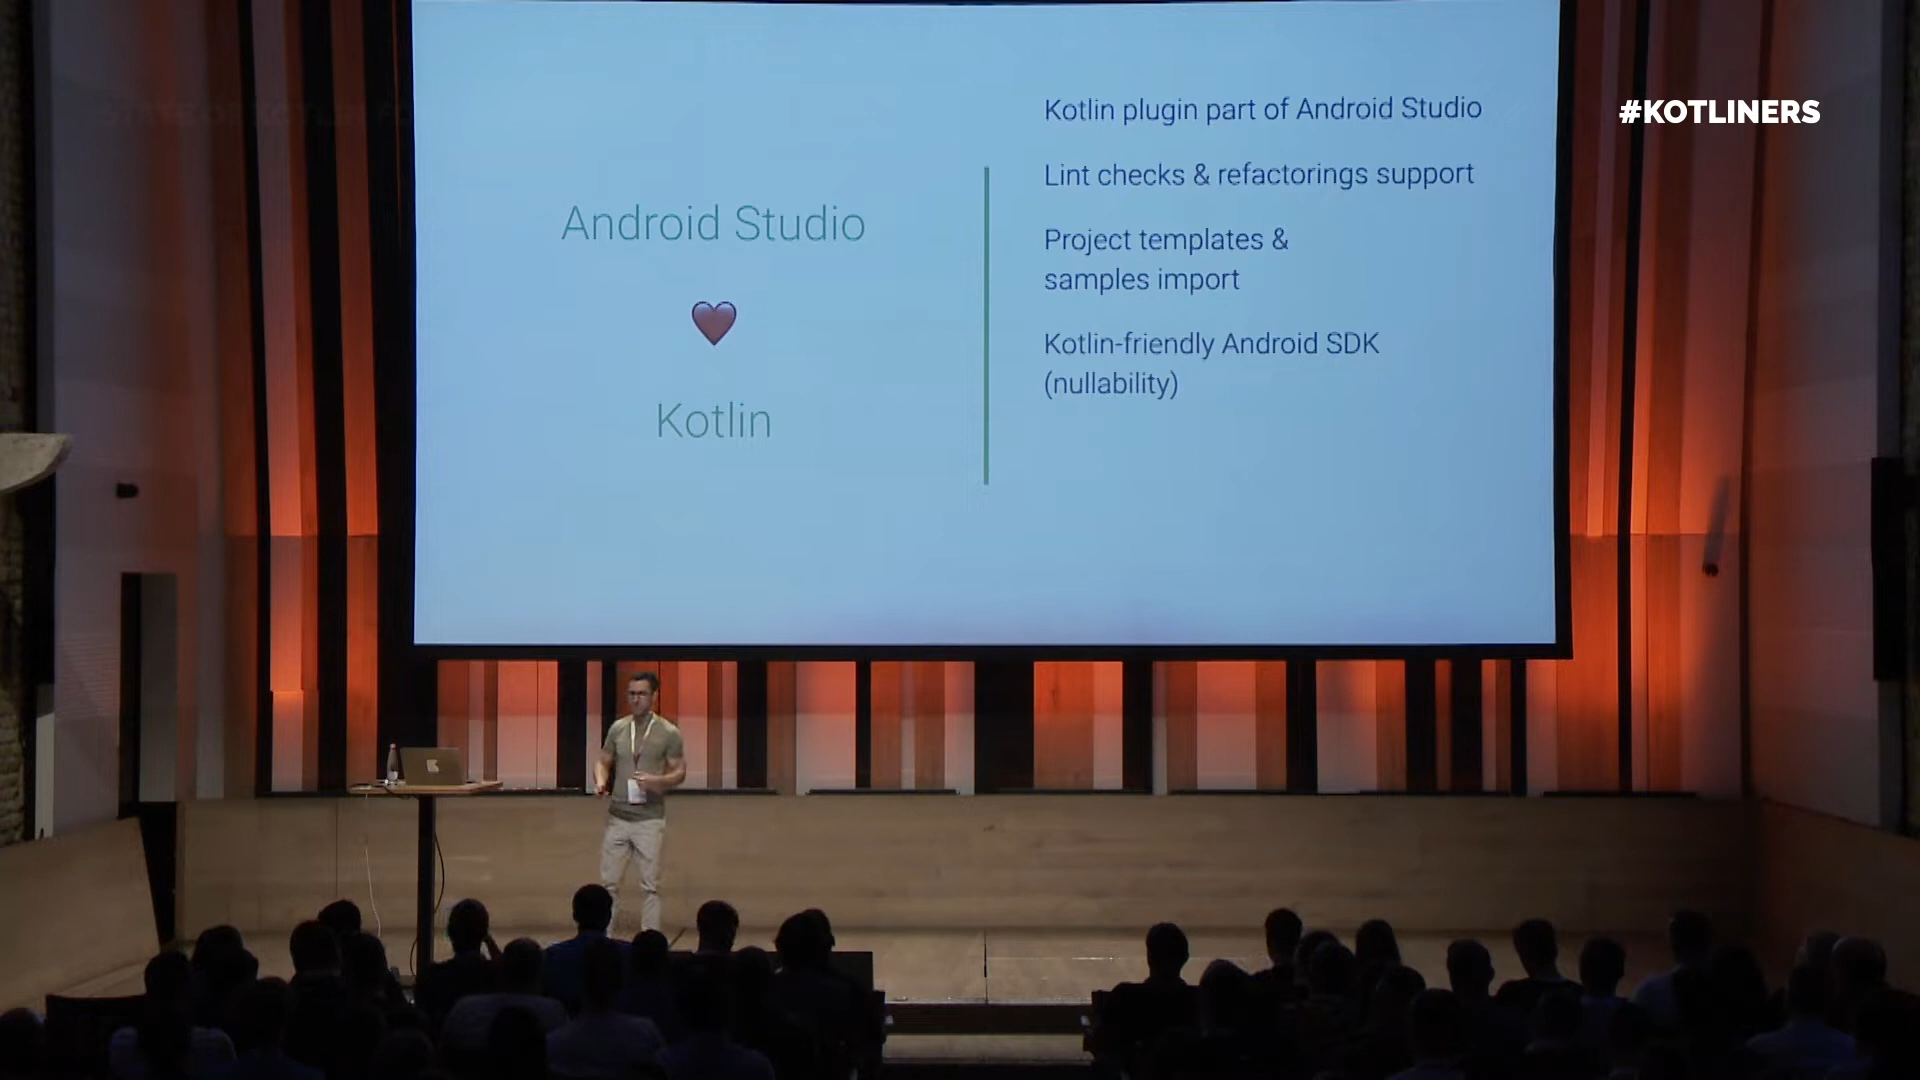 Android Studio
Kotlin
Kotlin plugin part of Android Studio
Lint checks & refactorings support
Project templates &
samples import
Kotlin-friendly Android SDK
(nullability)
#KOTLINERS